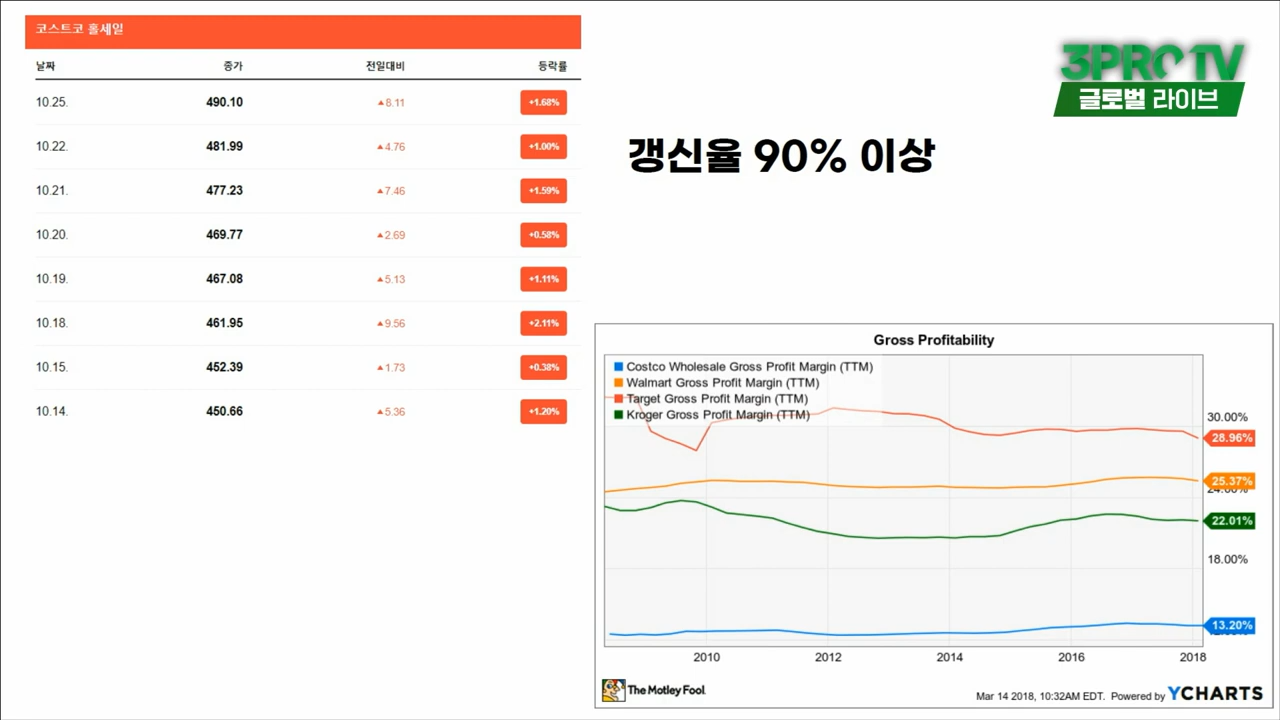 코스트코 홀세일
날짜 종가 전일대비 등락률
10.25. 490.10 ▲8.11 +1.68%
10.22. 481.99 ▲4.76 +1.00%
10.21. 477.23 ▲7.46 +1.59%
10.20. 469.77 ▲2.69 +0.58%
10.19. 467.08 ▲5.13 +1.11%
10.18. 461.95 ▲9.56 +2.11%
10.15. 452.39 ▲1.73 +0.38%
10.14. 450.66 ▲5.36 +1.20%
3PRO TV
글로벌 라이브
갱신율 90% 이상
Gross Profitability
Costco Wholesale Gross Profit Margin (TTM)
Walmart Gross Profit Margin (TTM)
Target Gross Profit Margin (TTM)
Kroger Gross Profit Margin (TTM)
30.00%
28.96%
25.37%
24.00%
22.01%
18.00%
13.20%
2010 2012 2014 2016 2018
The Motley Fool.
Mar 14 2018, 10:32AM EDT. Powered by YCHARTS